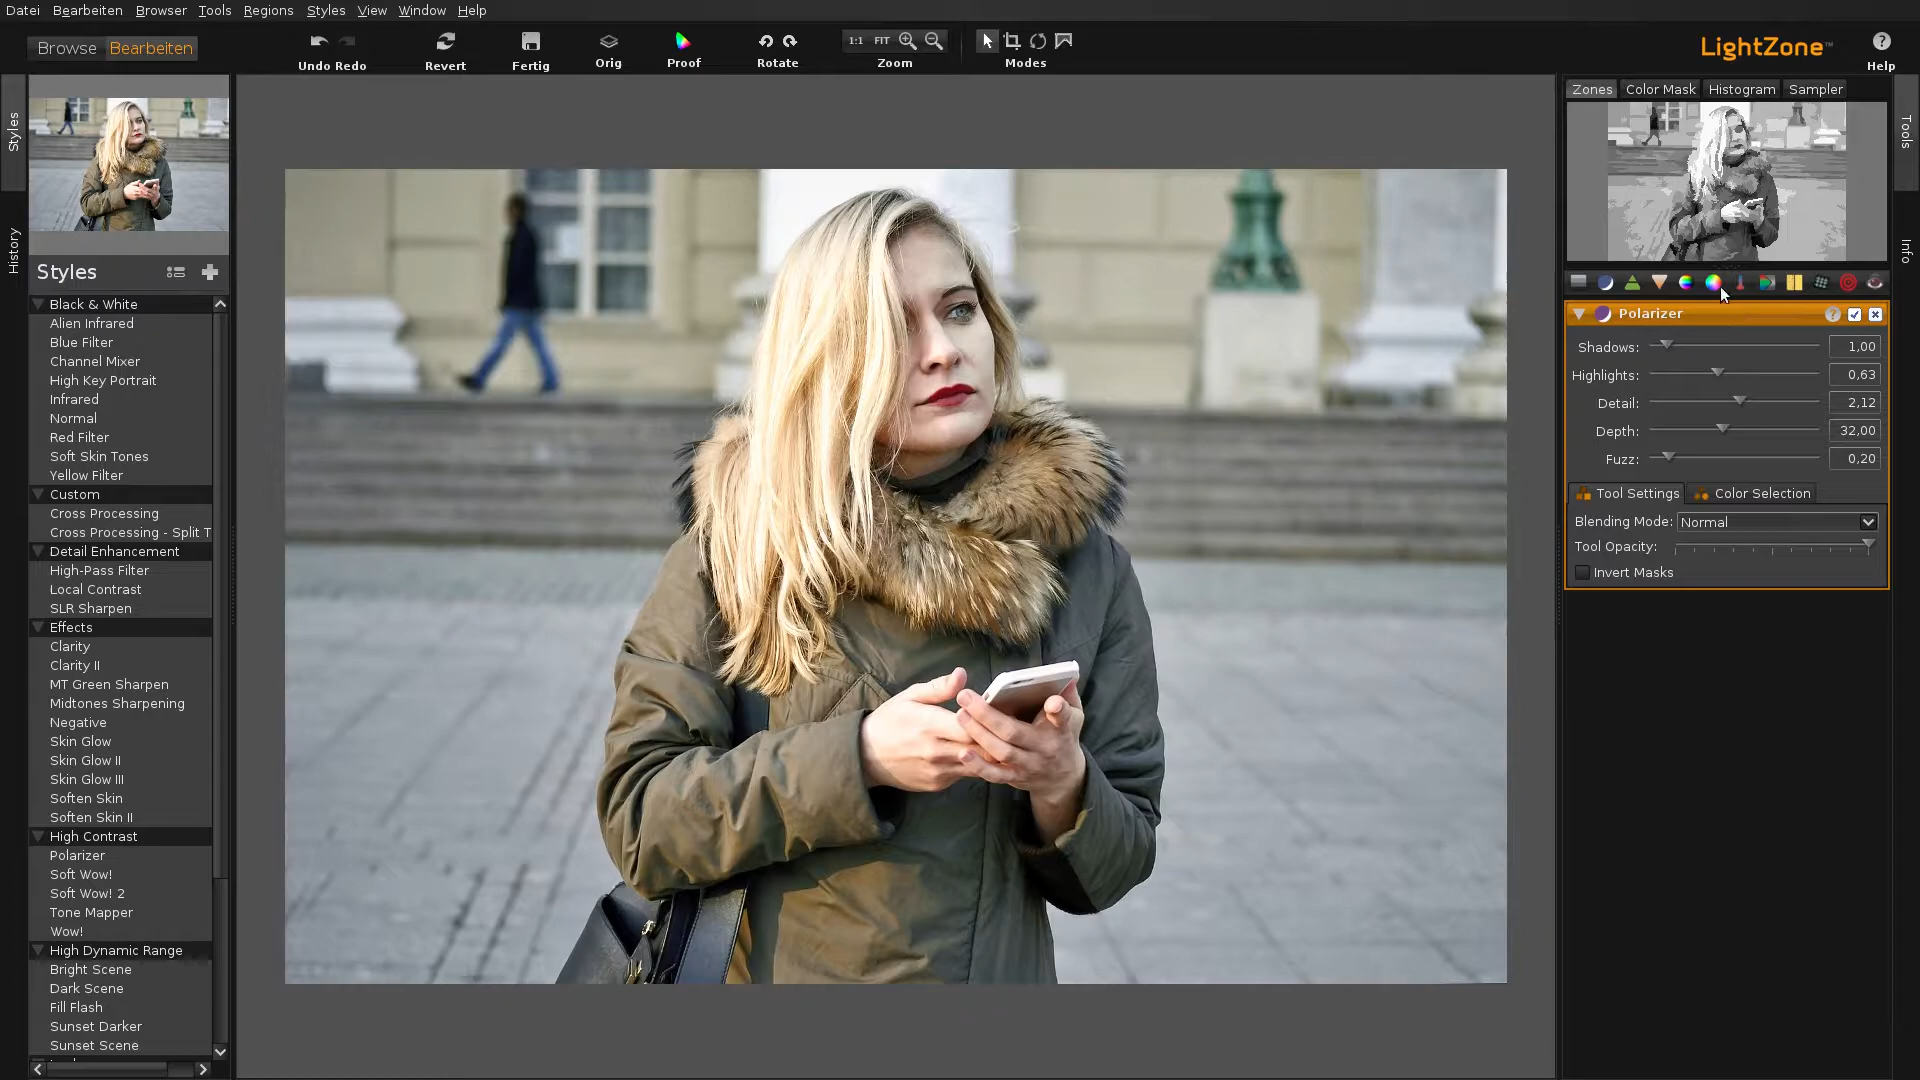 Datei Bearbeiten Browser Tools Regions Styles View Window Help
Browse Bearbeiten
Undo Redo Revert Fertig Orig Proof Rotate 1:1 FIT Zoom Modes
LightZone™
? Help
Styles
History
Styles
Black & White
Alien Infrared
Blue Filter
Channel Mixer
High Key Portrait
Infrared
Normal
Red Filter
Soft Skin Tones
Yellow Filter
Custom
Cross Processing
Cross Processing - Split T
Detail Enhancement
High-Pass Filter
Local Contrast
SLR Sharpen
Effects
Clarity
Clarity II
MT Green Sharpen
Midtones Sharpening
Negative
Skin Glow
Skin Glow II
Skin Glow III
Soften Skin
Soften Skin II
High Contrast
Polarizer
Soft Wow!
Soft Wow! 2
Tone Mapper
Wow!
High Dynamic Range
Bright Scene
Dark Scene
Fill Flash
Sunset Darker
Sunset Scene
Zones Color Mask Histogram Sampler
Tools
Info
Polarizer ?
Shadows: 1,00
Highlights: 0,63
Detail: 2,12
Depth: 32,00
Fuzz: 0,20
Tool Settings Color Selection
Blending Mode: Normal
Tool Opacity:
Invert Masks